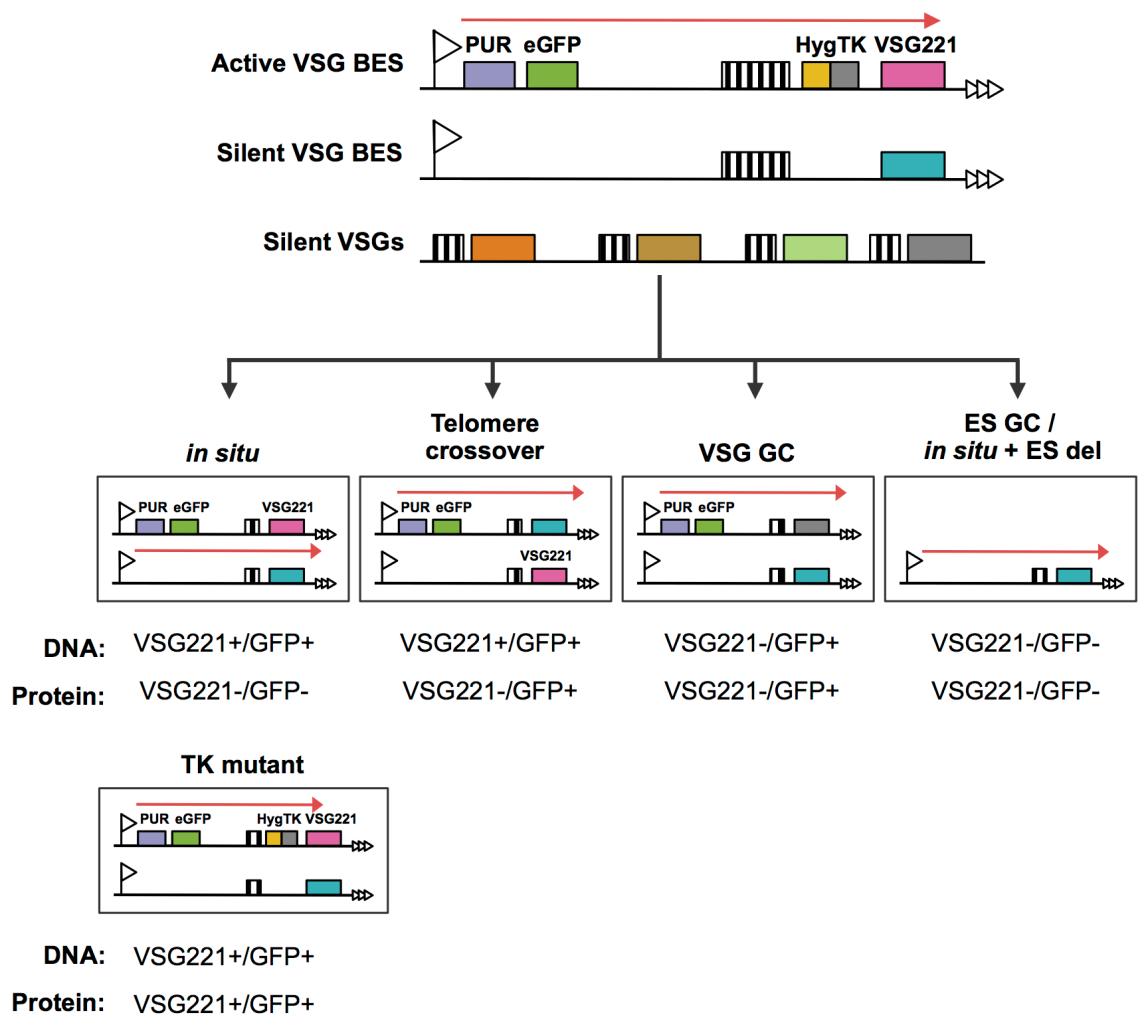 PUR eGFP HygTK VSG221
Active VSG BES
Silent VSG BES
Silent VSGs
in situ
Telomere
crossover
VSG GC
ES GC /
in situ + ES del
PUR eGFP VSG221
PUR eGFP
VSG221
PUR eGFP
DNA: VSG221+/GFP+ VSG221+/GFP+ VSG221-/GFP+ VSG221-/GFP-
Protein: VSG221-/GFP- VSG221-/GFP+ VSG221-/GFP+ VSG221-/GFP-
TK mutant
PUR eGFP HygTK VSG221
DNA: VSG221+/GFP+
Protein: VSG221+/GFP+